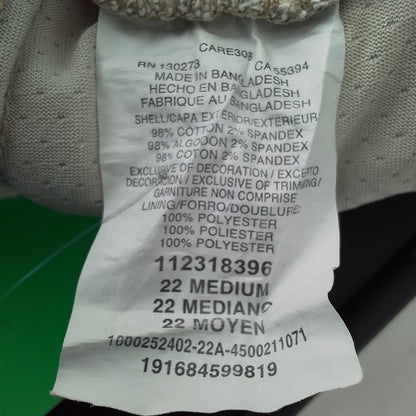 CARE30B
RN 130273 CA 55394
MADE IN BANGLADESH
HECHO EN BANGLADESH
FABRIQUE AU BANGLADESH
SHELL/CAPA EXTERIOR/EXTERIEUR:
98% COTTON 2% SPANDEX
98% ALGODON 2% SPANDEX
98% COTON 2% SPANDEX
EXCLUSIVE OF DECORATION / EXCEPTO
DECORATION / EXCLUSIVE OF TRIMMING/
GARNITURE NON COMPRISE
LINING/FORRO/DOUBLURE:
100% POLYESTER
100% POLIESTER
100% POLYESTER
112318396
22 MEDIUM
22 MEDIANO
22 MOYEN
1000252402-22A-4500211071
191684599819